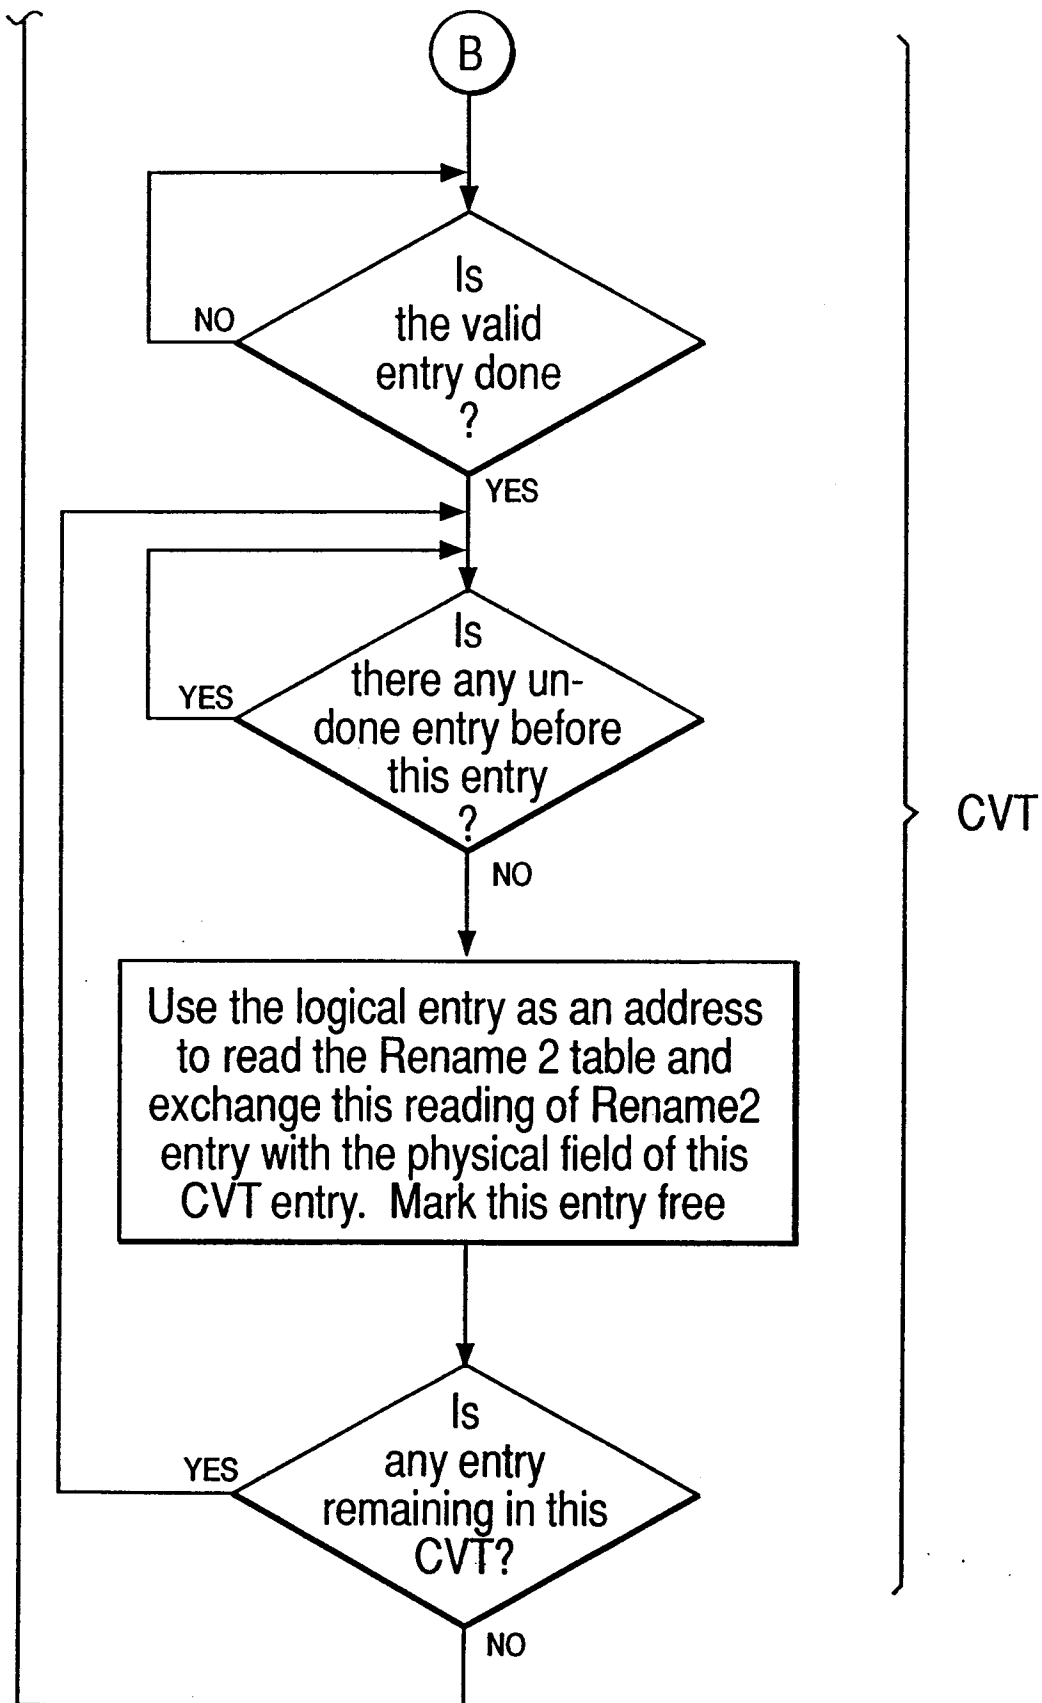 B
Is
the valid
entry done
?
NO
YES
Is
there any un-
done entry before
this entry
?
YES
NO
CVT
Use the logical entry as an address
to read the Rename 2 table and
exchange this reading of Rename2
entry with the physical field of this
CVT entry. Mark this entry free
Is
any entry
remaining in this
CVT?
YES
NO